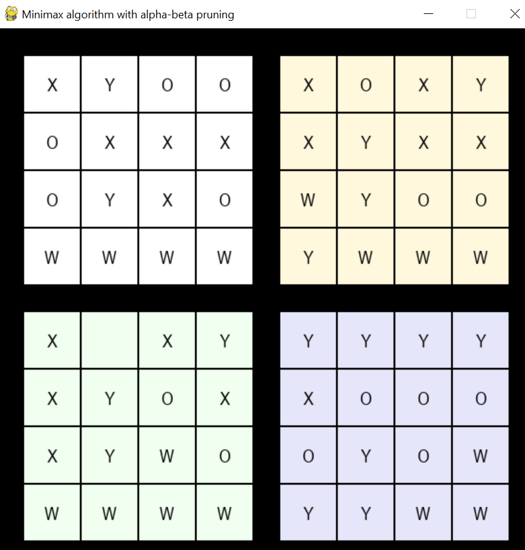 Minimax algorithm with alpha-beta pruning
X Y O O
O X X X
O Y X O
W W W W
X O X Y
X Y X X
W Y O O
Y W W W
X X Y
X Y O X
X Y W O
W W W W
Y Y Y Y
X O O O
O Y O W
Y Y W W